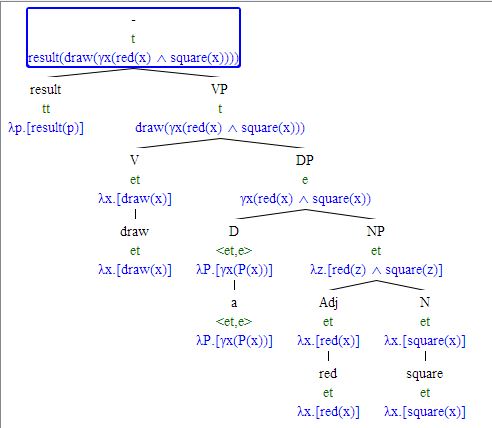 -
t
result(draw(γx(red(x) ∧ square(x))))
result VP
tt t
λp.[result(p)] draw(γx(red(x) ∧ square(x)))
V DP
et e
λx.[draw(x)] γx(red(x) ∧ square(x))
draw D NP
et <et,e> et
λx.[draw(x)] λP.[γx(P(x))] λz.[red(z) ∧ square(z)]
a Adj N
<et,e> et et
λP.[γx(P(x))] λx.[red(x)] λx.[square(x)]
red square
et et
λx.[red(x)] λx.[square(x)]